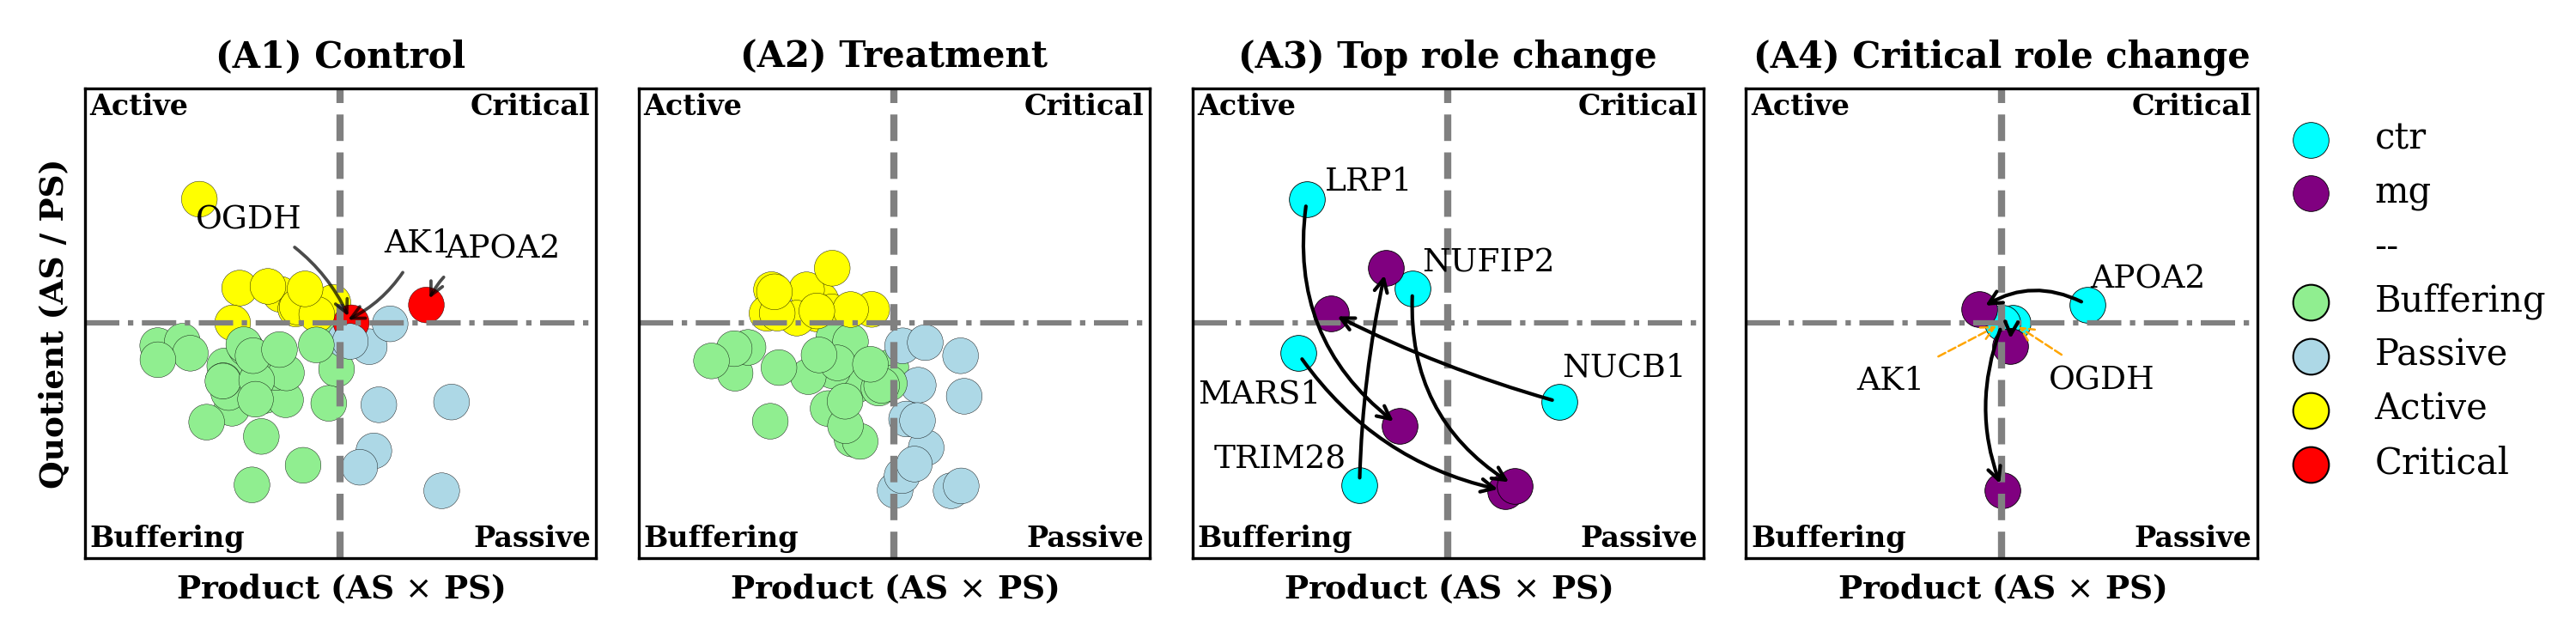 (A1) Control
(A2) Treatment
(A3) Top role change
(A4) Critical role change
Quotient (AS / PS)
Active
Critical
OGDH
AK1
APOA2
Buffering
Passive
Product (AS × PS)
Active
Critical
Buffering
Passive
Product (AS × PS)
Active
Critical
LRP1
NUFIP2
NUCB1
MARS1
TRIM28
Buffering
Passive
Product (AS × PS)
Active
Critical
APOA2
AK1
OGDH
Buffering
Passive
Product (AS × PS)
ctr
mg
--
Buffering
Passive
Active
Critical